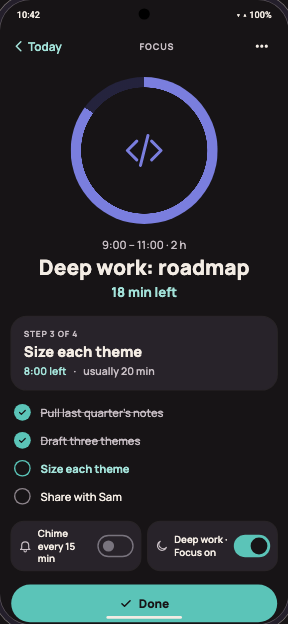 10:42
100%
Today
FOCUS
</>
9:00 – 11:00 · 2 h
Deep work: roadmap
18 min left
STEP 3 OF 4
Size each theme
8:00 left · usually 20 min
Pull last quarter's notes
Draft three themes
Size each theme
Share with Sam
Chime
every 15
min
Deep work ·
Focus on
Done